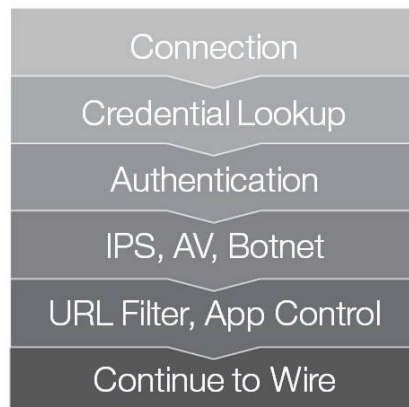 Connection
Credential Lookup
Authentication
IPS, AV, Botnet
URL Filter, App Control
Continue to Wire